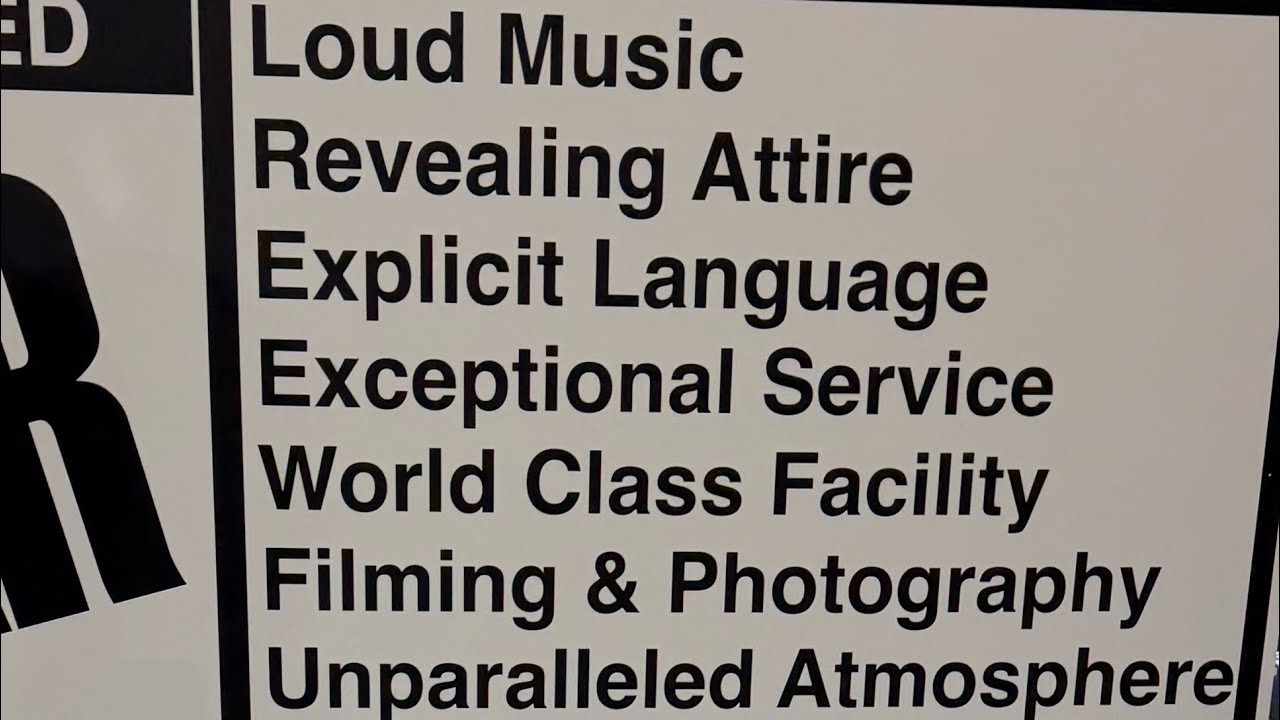 ED
R
Loud Music
Revealing Attire
Explicit Language
Exceptional Service
World Class Facility
Filming & Photography
Unparalleled Atmosphere